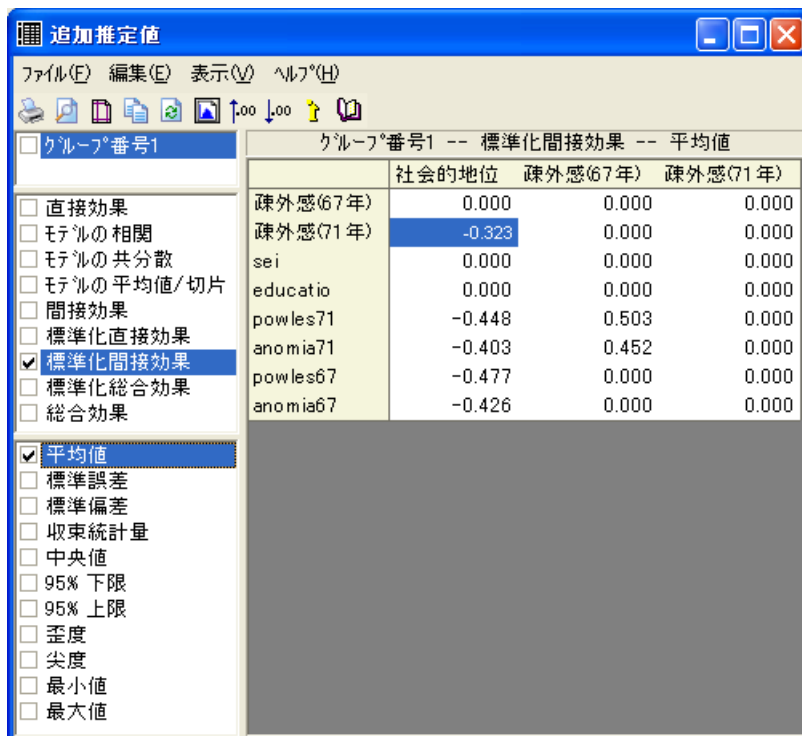 追加推定値
ファイル(F) 編集(E) 表示(V) ヘルプ(H)
グループ番号1
グループ番号1 -- 標準化間接効果 -- 平均値
社会的地位 疎外感(67年) 疎外感(71年)
疎外感(67年) 0.000 0.000 0.000
疎外感(71年) -0.323 0.000 0.000
sei 0.000 0.000 0.000
educatio 0.000 0.000 0.000
powles71 -0.448 0.503 0.000
anomia71 -0.403 0.452 0.000
powles67 -0.477 0.000 0.000
anomia67 -0.426 0.000 0.000
直接効果
モデルの相関
モデルの共分散
モデルの平均値/切片
間接効果
標準化直接効果
標準化間接効果
標準化総合効果
総合効果
平均値
標準誤差
標準偏差
収束統計量
中央値
95% 下限
95% 上限
歪度
尖度
最小値
最大値